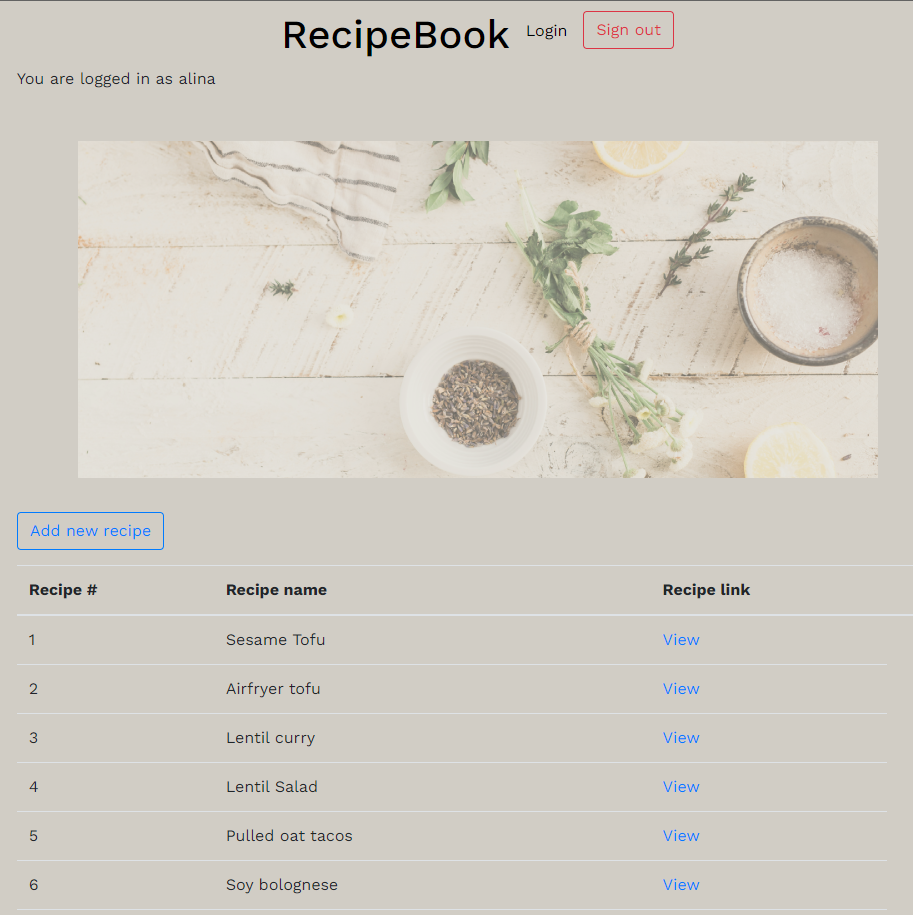 RecipeBook Login Sign out
You are logged in as alina
Add new recipe
Recipe # Recipe name Recipe link
1 Sesame Tofu View
2 Airfryer tofu View
3 Lentil curry View
4 Lentil Salad View
5 Pulled oat tacos View
6 Soy bolognese View